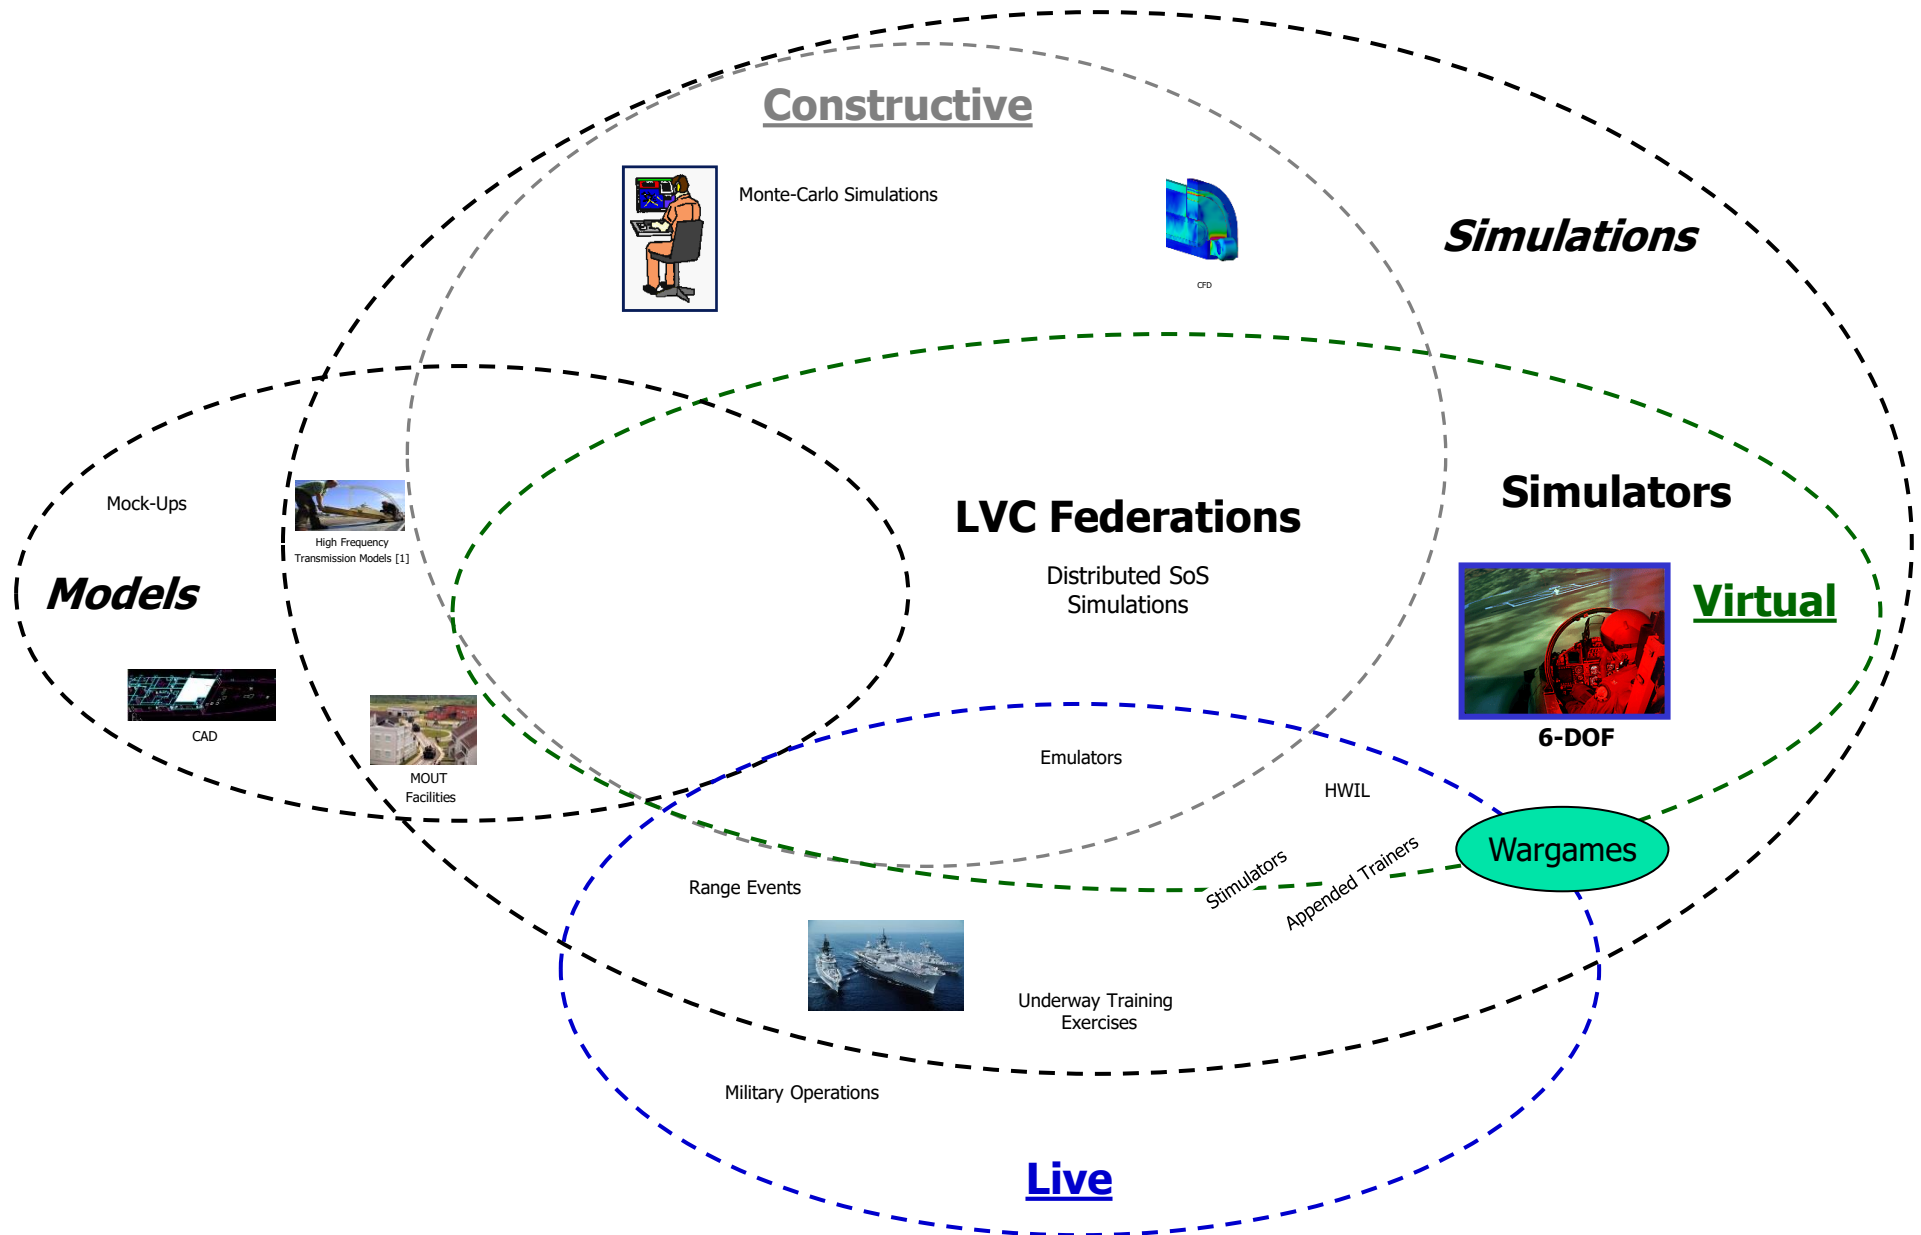 Constructive
Monte-Carlo Simulations
Simulations
CFD
Mock-Ups
High Frequency
Transmission Models [1]
LVC Federations
Simulators
Distributed SoS
Simulations
Models
Virtual
CAD
6-DOF
MOUT
Facilities
Emulators
HWIL
Wargames
Stimulators
Appended Trainers
Range Events
Underway Training
Exercises
Military Operations
Live